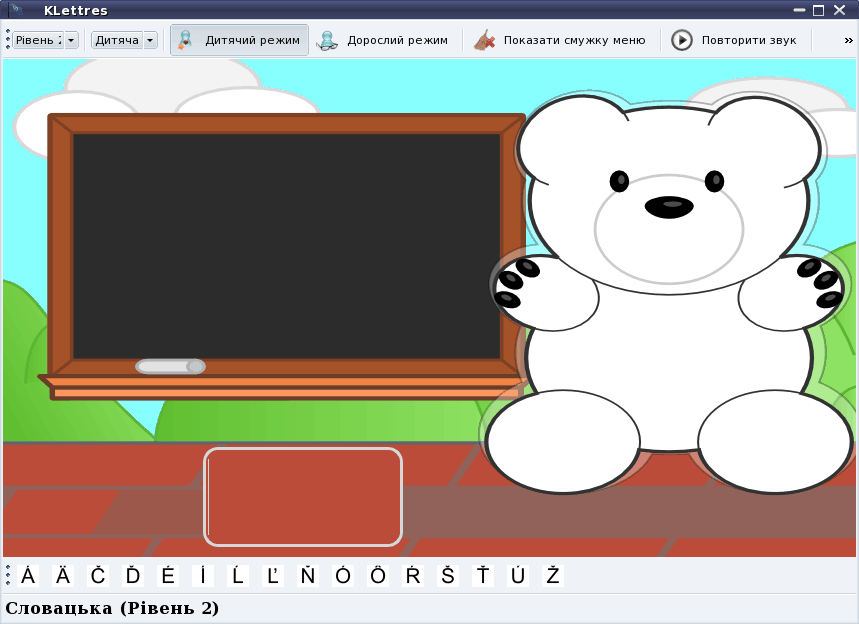 KLettres
Рівень 2 Дитяча Дитячий режим Дорослий режим Показати смужку меню Повторити звук »
Á Ä Č Ď É Í Ĺ Ľ Ň Ó Ô Ŕ Š Ť Ú Ž
Словацька (Рівень 2)